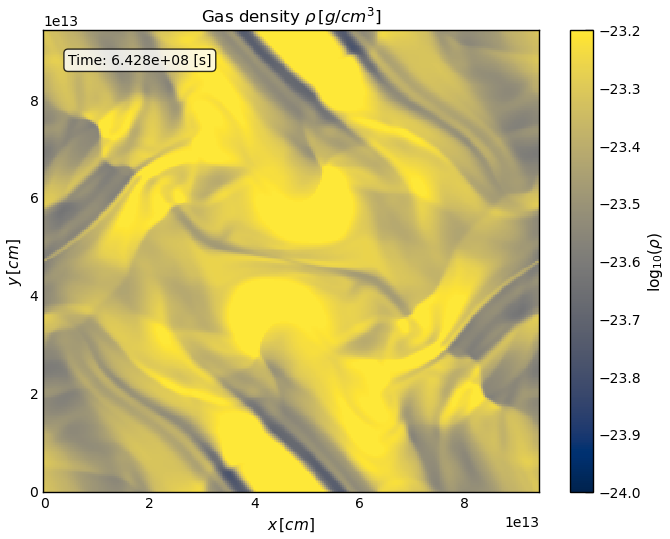 Gas density ρ [g/cm³]
1e13
Time: 6.428e+08 [s]
8
6
4
2
0
y [cm]
0 2 4 6 8
1e13
x [cm]
−23.2
−23.3
−23.4
−23.5
−23.6
−23.7
−23.8
−23.9
−24.0
log₁₀(ρ)